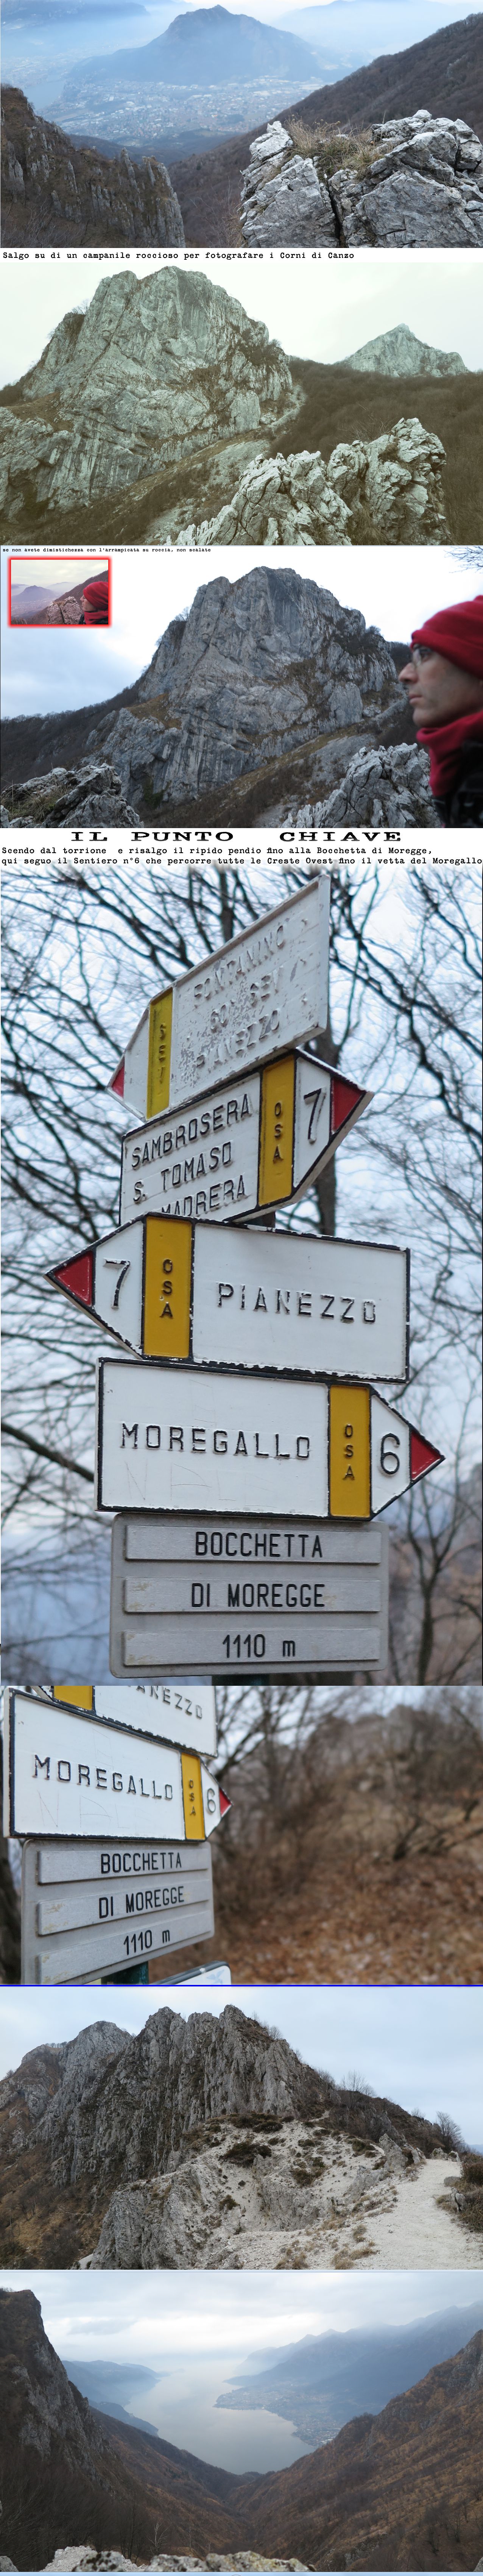 Salgo su di un campanile roccioso per fotografare i Corni di Canzo
se non avete dimistichezza con l'arrampicata su roccia, non scalate
IL PUNTO CHIAVE
Scendo dal torrione e risalgo il ripido pendio fino alla Bocchetta di Moregge,
qui seguo il Sentiero n°6 che percorre tutte le Creste Ovest fino il vetta del Moregallo
PIANEZZO
SAMBROSERA
S. TOMASO
MADRERA
OSA
7
7
OSA
PIANEZZO
MOREGALLO
OSA
6
BOCCHETTA
DI MOREGGE
1110 m
ANEZZO
MOREGALLO
OSA
6
BOCCHETTA
DI MOREGGE
1110 m